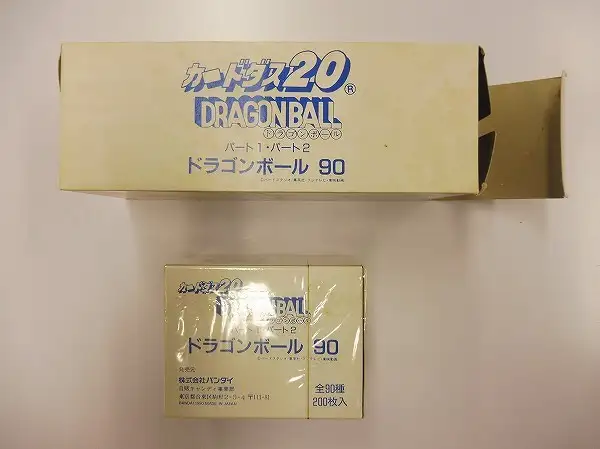 カードダス20®
DRAGONBALL
ドラゴンボール
パート1・パート2
ドラゴンボール 90
カードダス20
DRAGONBALL
パート2
ドラゴンボール 90
発売元
株式会社バンダイ
全90種
200枚入